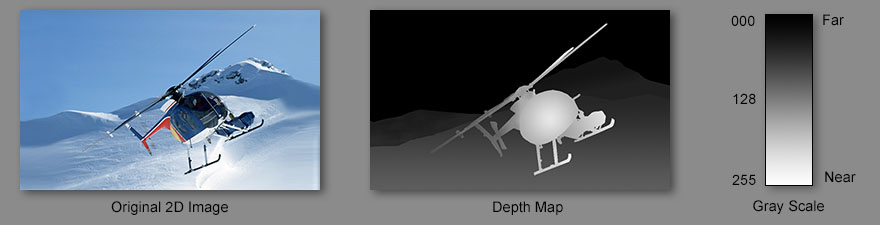 Original 2D Image
Depth Map
000 Far
128
255 Near
Gray Scale